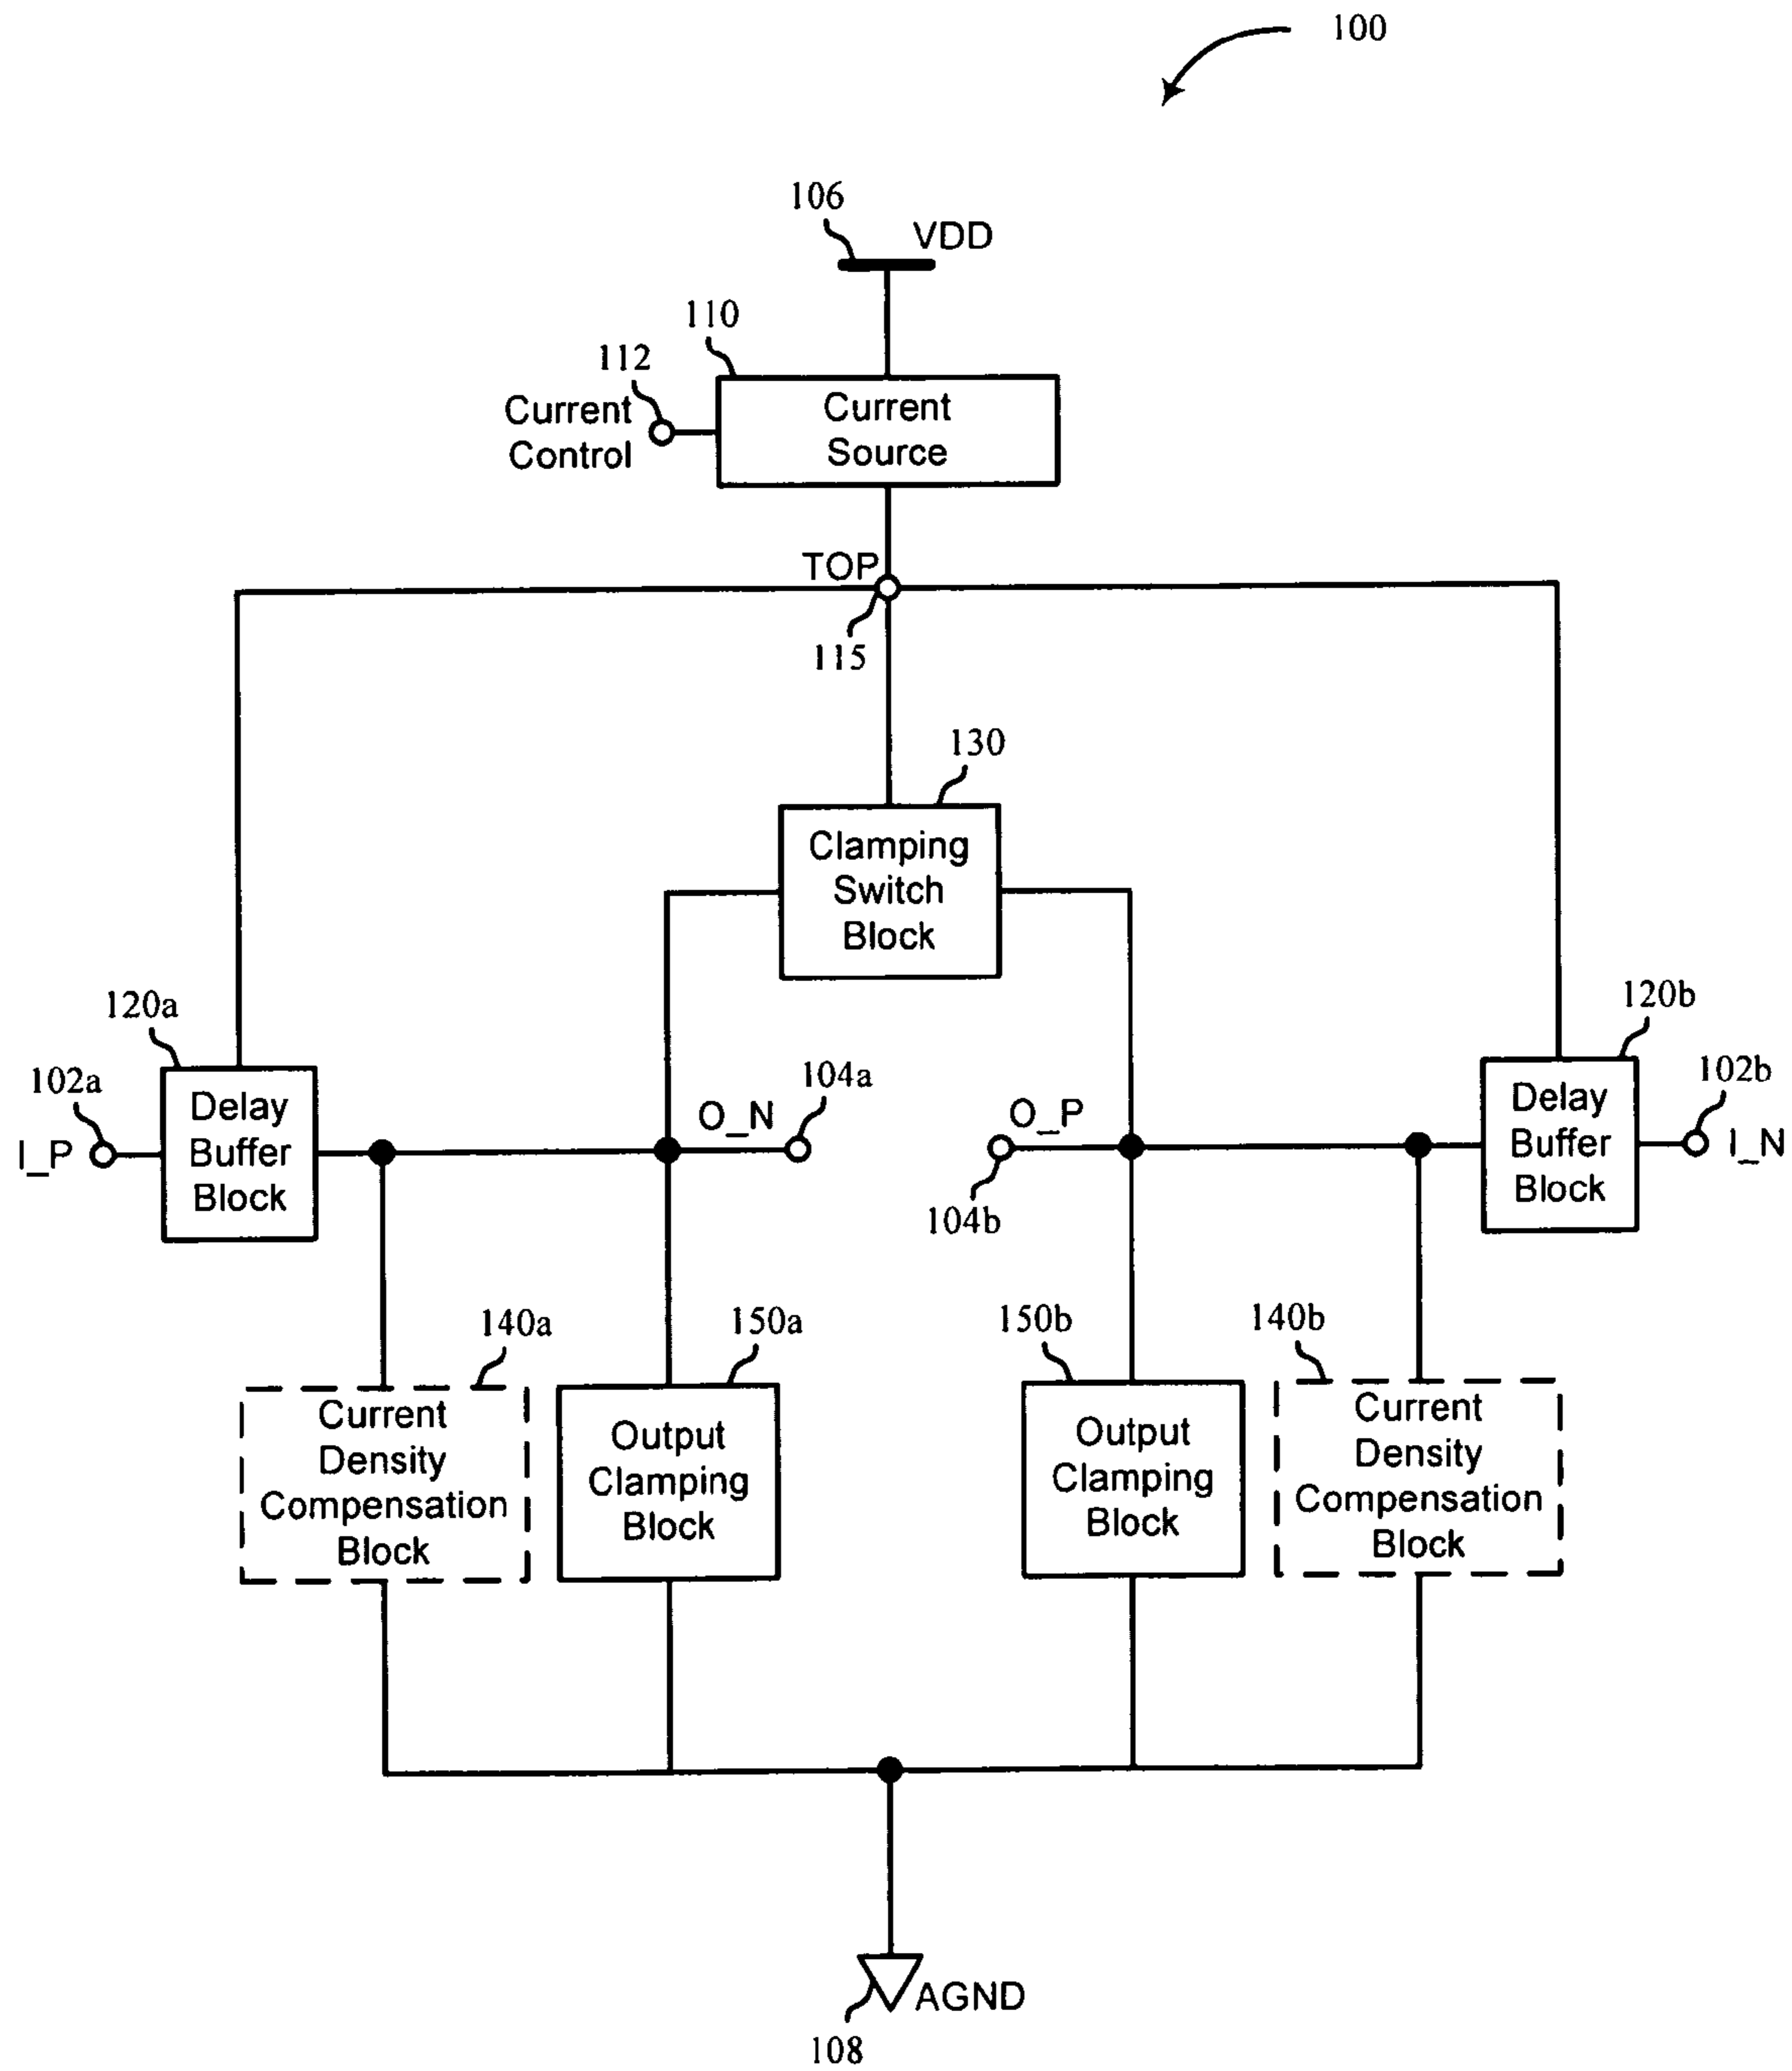 100
106
VDD
110
112
Current
Control
Current
Source
TOP
115
130
Clamping
Switch
Block
120a
120b
102a
102b
I_P
Delay
Buffer
Block
O_N
104a
O_P
104b
Delay
Buffer
Block
I_N
140a
150a
150b
140b
Current
Density
Compensation
Block
Output
Clamping
Block
Output
Clamping
Block
Current
Density
Compensation
Block
AGND
108